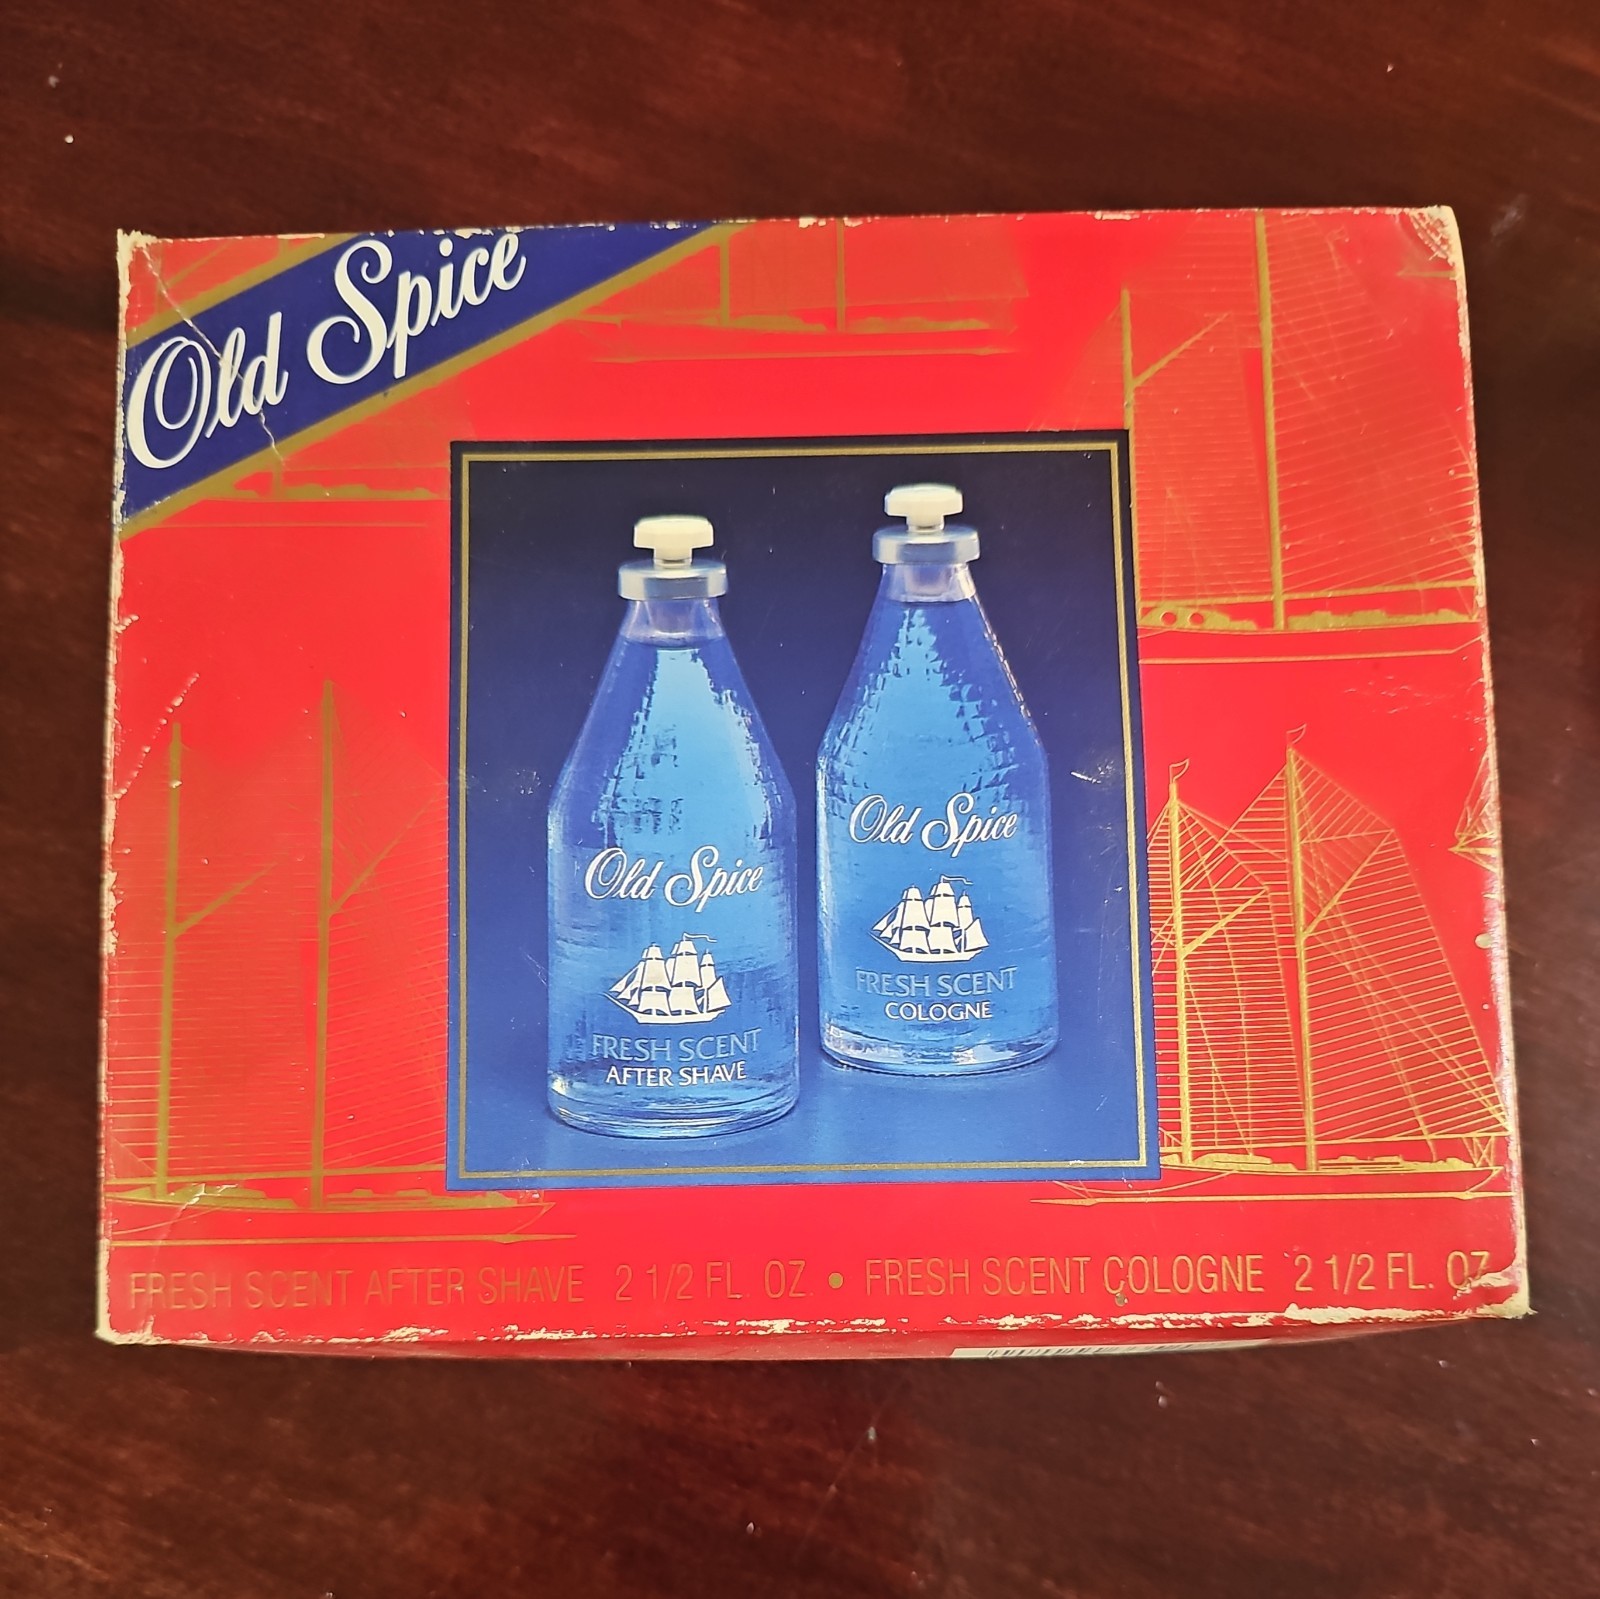 Old Spice
Old Spice
FRESH SCENT
AFTER SHAVE
Old Spice
FRESH SCENT
COLOGNE
FRESH SCENT AFTER SHAVE 2 1/2 FL. OZ. • FRESH SCENT COLOGNE 2 1/2 FL. OZ.